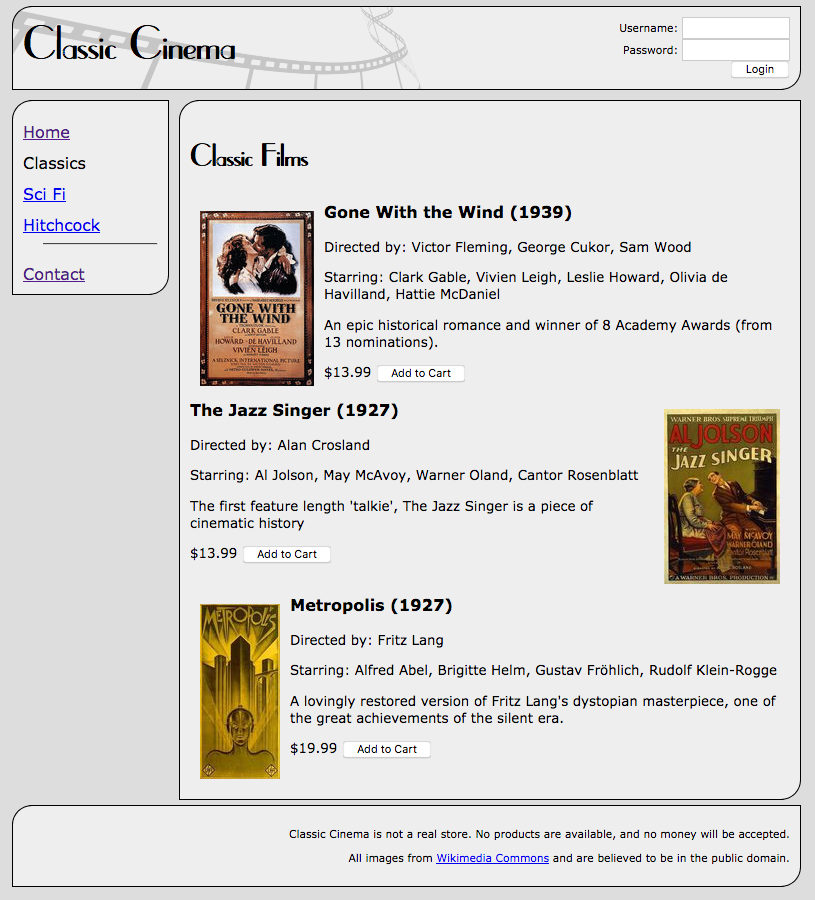 Classic Cinema
Username:
Password:
Login
Home
Classics
Sci Fi
Hitchcock
Contact
Classic Films
GONE WITH
THE WIND
CLARK GABLE
HOWARD · DE HAVILLAND
VIVIEN LEIGH
A SELZNICK INTERNATIONAL PICTURE
Gone With the Wind (1939)
Directed by: Victor Fleming, George Cukor, Sam Wood
Starring: Clark Gable, Vivien Leigh, Leslie Howard, Olivia de
Havilland, Hattie McDaniel
An epic historical romance and winner of 8 Academy Awards (from
13 nominations).
$13.99 Add to Cart
The Jazz Singer (1927)
Directed by: Alan Crosland
Starring: Al Jolson, May McAvoy, Warner Oland, Cantor Rosenblatt
The first feature length 'talkie', The Jazz Singer is a piece of
cinematic history
$13.99 Add to Cart
WARNER BROS. SUPREME TRIUMPH
AL JOLSON
THE
JAZZ SINGER
MAY McAVOY
WARNER OLAND
Cantor Rosenblatt
A WARNER BROS. PRODUCTION
METROPOLIS
Metropolis (1927)
Directed by: Fritz Lang
Starring: Alfred Abel, Brigitte Helm, Gustav Fröhlich, Rudolf Klein-Rogge
A lovingly restored version of Fritz Lang's dystopian masterpiece, one of
the great achievements of the silent era.
$19.99 Add to Cart
Classic Cinema is not a real store. No products are available, and no money will be accepted.
All images from Wikimedia Commons and are believed to be in the public domain.